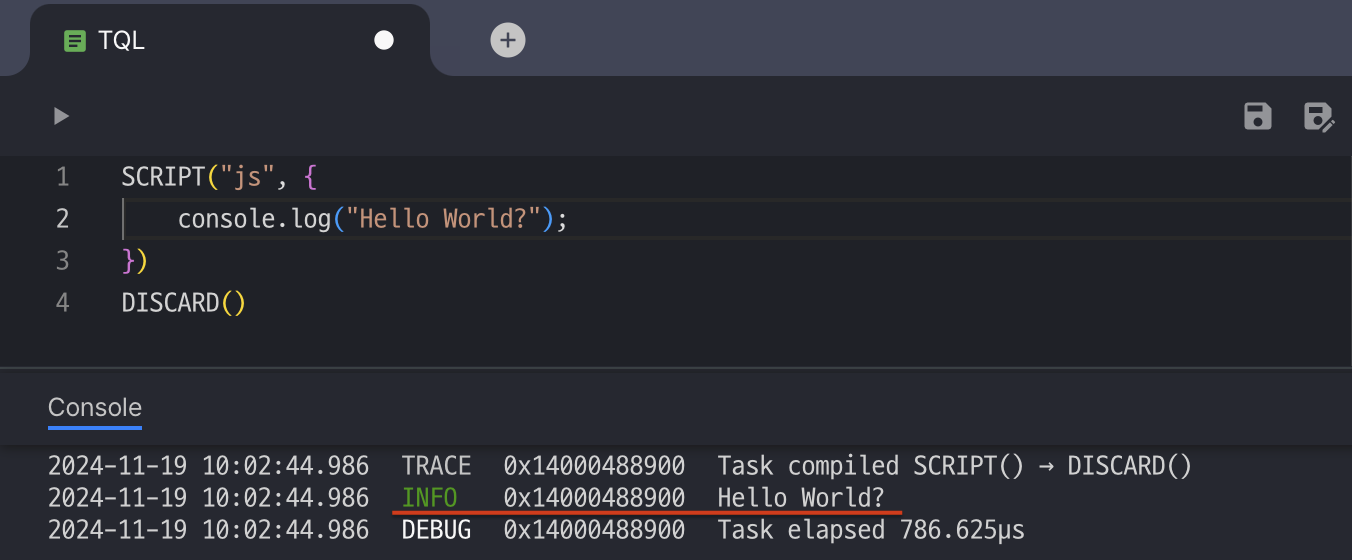 TQL
1 SCRIPT("js", {
2     console.log("Hello World?");
3 })
4 DISCARD()
Console
2024-11-19 10:02:44.986 TRACE 0x14000488900 Task compiled SCRIPT() → DISCARD()
2024-11-19 10:02:44.986 INFO 0x14000488900 Hello World?
2024-11-19 10:02:44.986 DEBUG 0x14000488900 Task elapsed 786.625µs